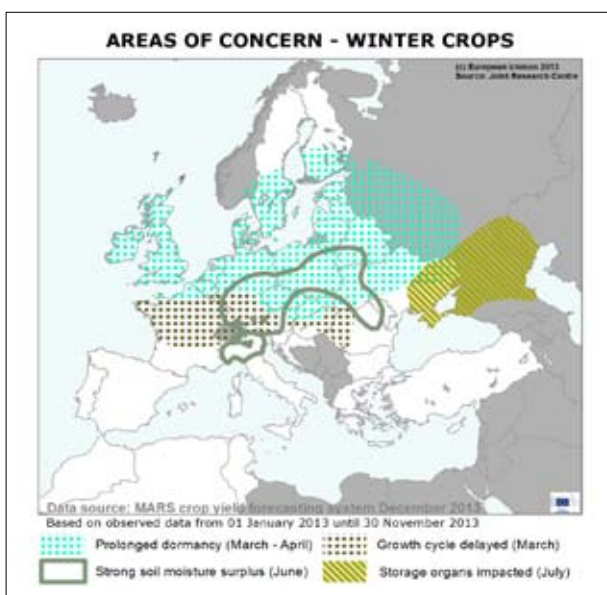 AREAS OF CONCERN - WINTER CROPS
(c) European Union 2013
Source: Joint Research Centre
Data source: MARS crop yield forecasting system December 2013
Based on observed data from 01 January 2013 until 30 November 2013
Prolonged dormancy (March - April)
Growth cycle delayed (March)
Strong soil moisture surplus (June)
Storage organs impacted (July)